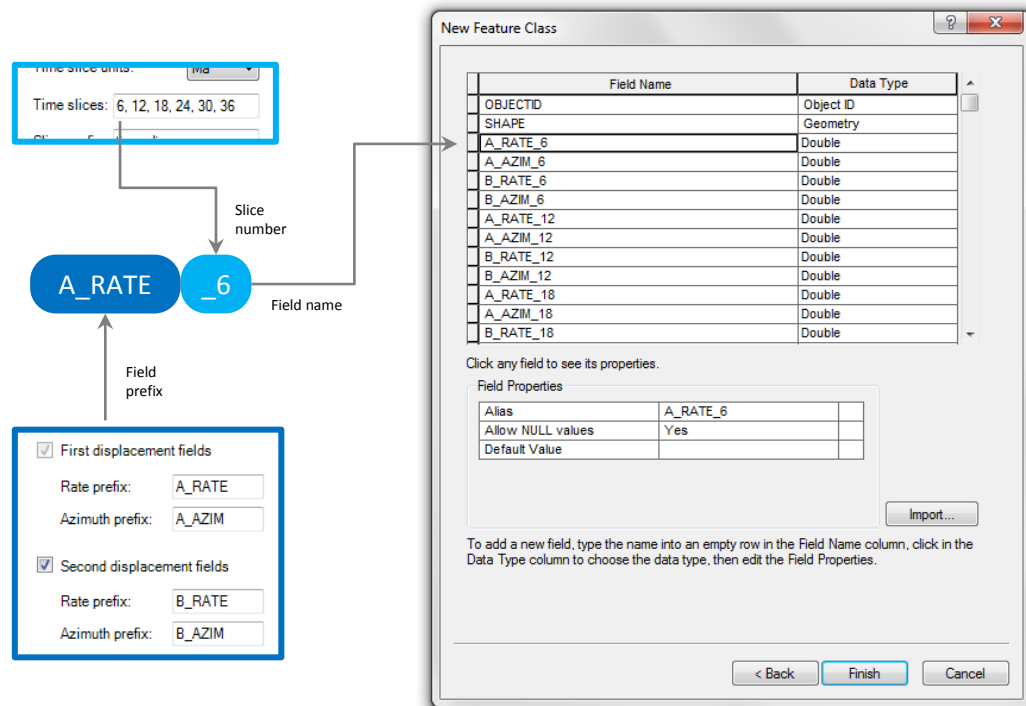 New Feature Class
Time slice units: Ma
Time slices: 6, 12, 18, 24, 30, 36
Slice
number
A_RATE _6
Field name
Field
prefix
First displacement fields
Rate prefix: A_RATE
Azimuth prefix: A_AZIM
Second displacement fields
Rate prefix: B_RATE
Azimuth prefix: B_AZIM
Field Name Data Type
OBJECTID Object ID
SHAPE Geometry
A_RATE_6 Double
A_AZIM_6 Double
B_RATE_6 Double
B_AZIM_6 Double
A_RATE_12 Double
A_AZIM_12 Double
B_RATE_12 Double
B_AZIM_12 Double
A_RATE_18 Double
A_AZIM_18 Double
B_RATE_18 Double
Click any field to see its properties.
Field Properties
Alias A_RATE_6
Allow NULL values Yes
Default Value
Import...
To add a new field, type the name into an empty row in the Field Name column, click in the
Data Type column to choose the data type, then edit the Field Properties.
< Back Finish Cancel